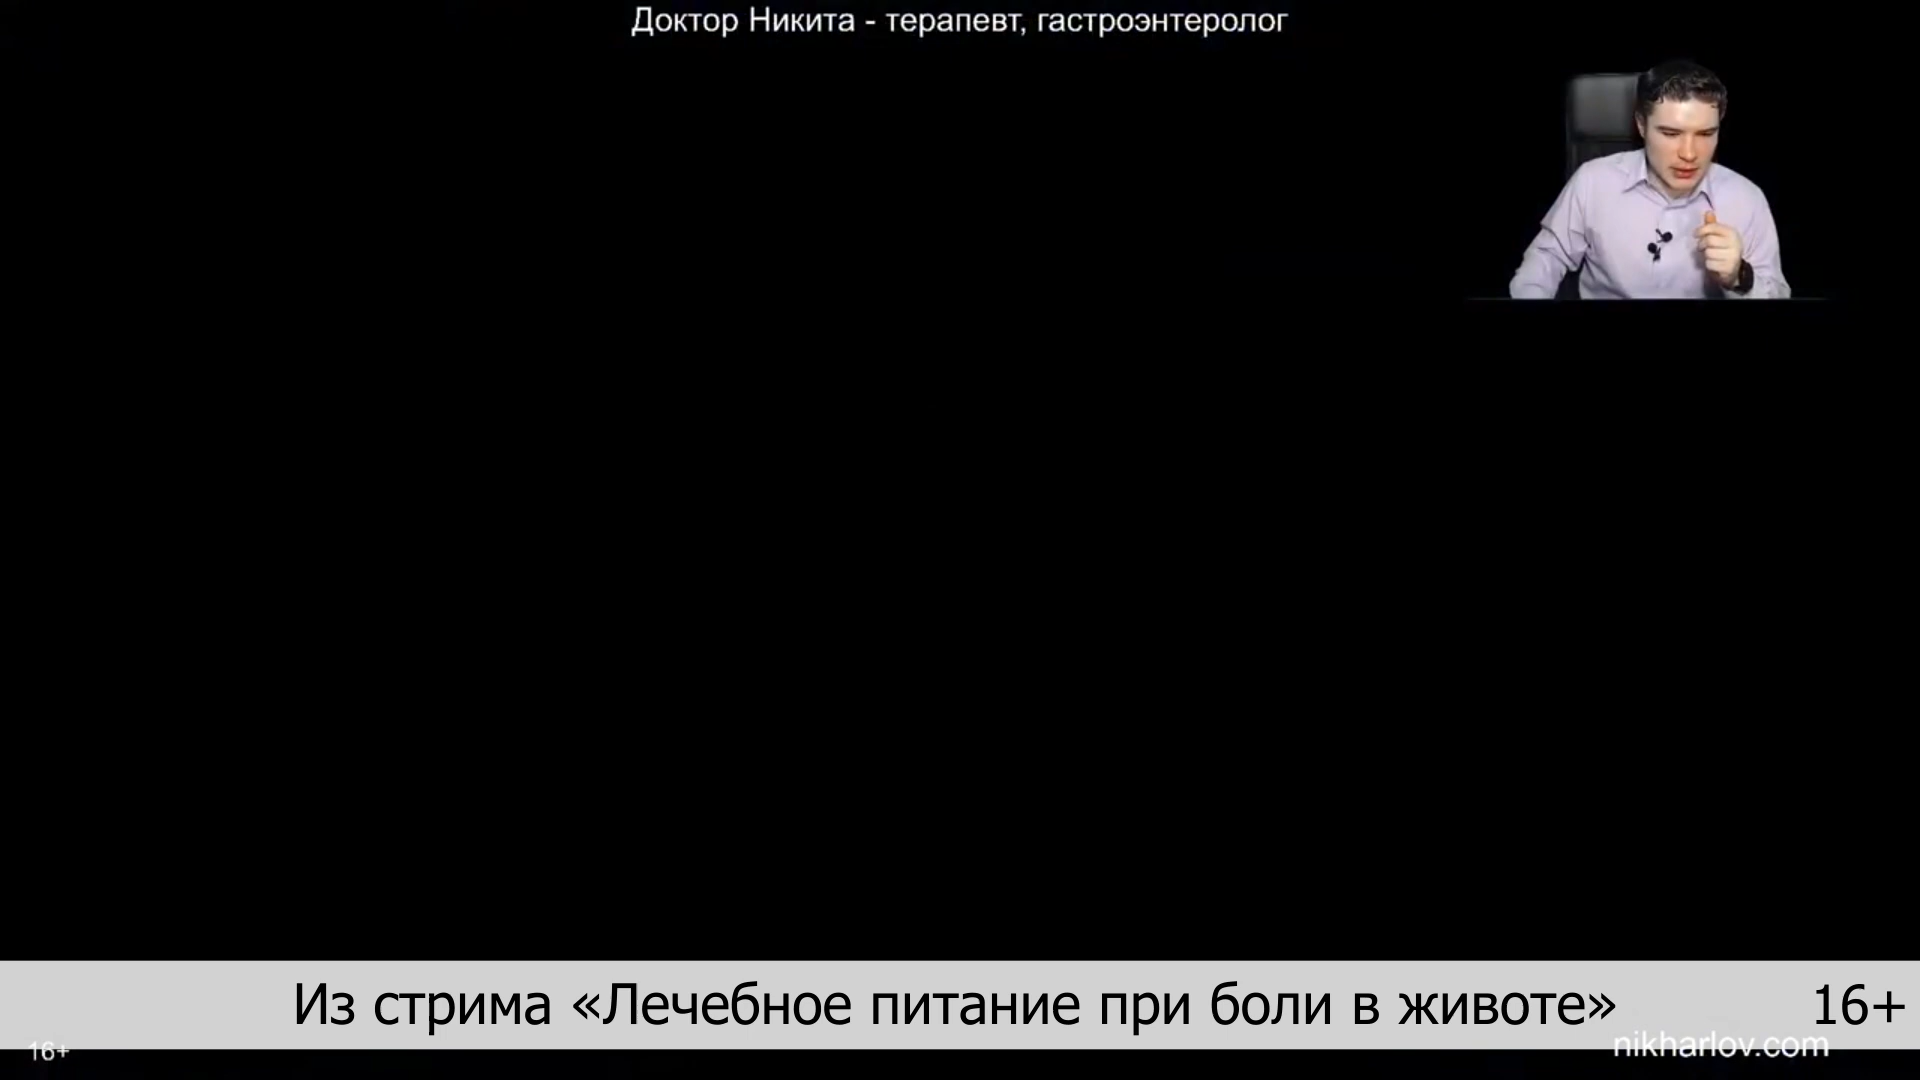 Доктор Никита - терапевт, гастроэнтеролог
Из стрима «Лечебное питание при боли в животе»
16+
16+
nikharlov.com